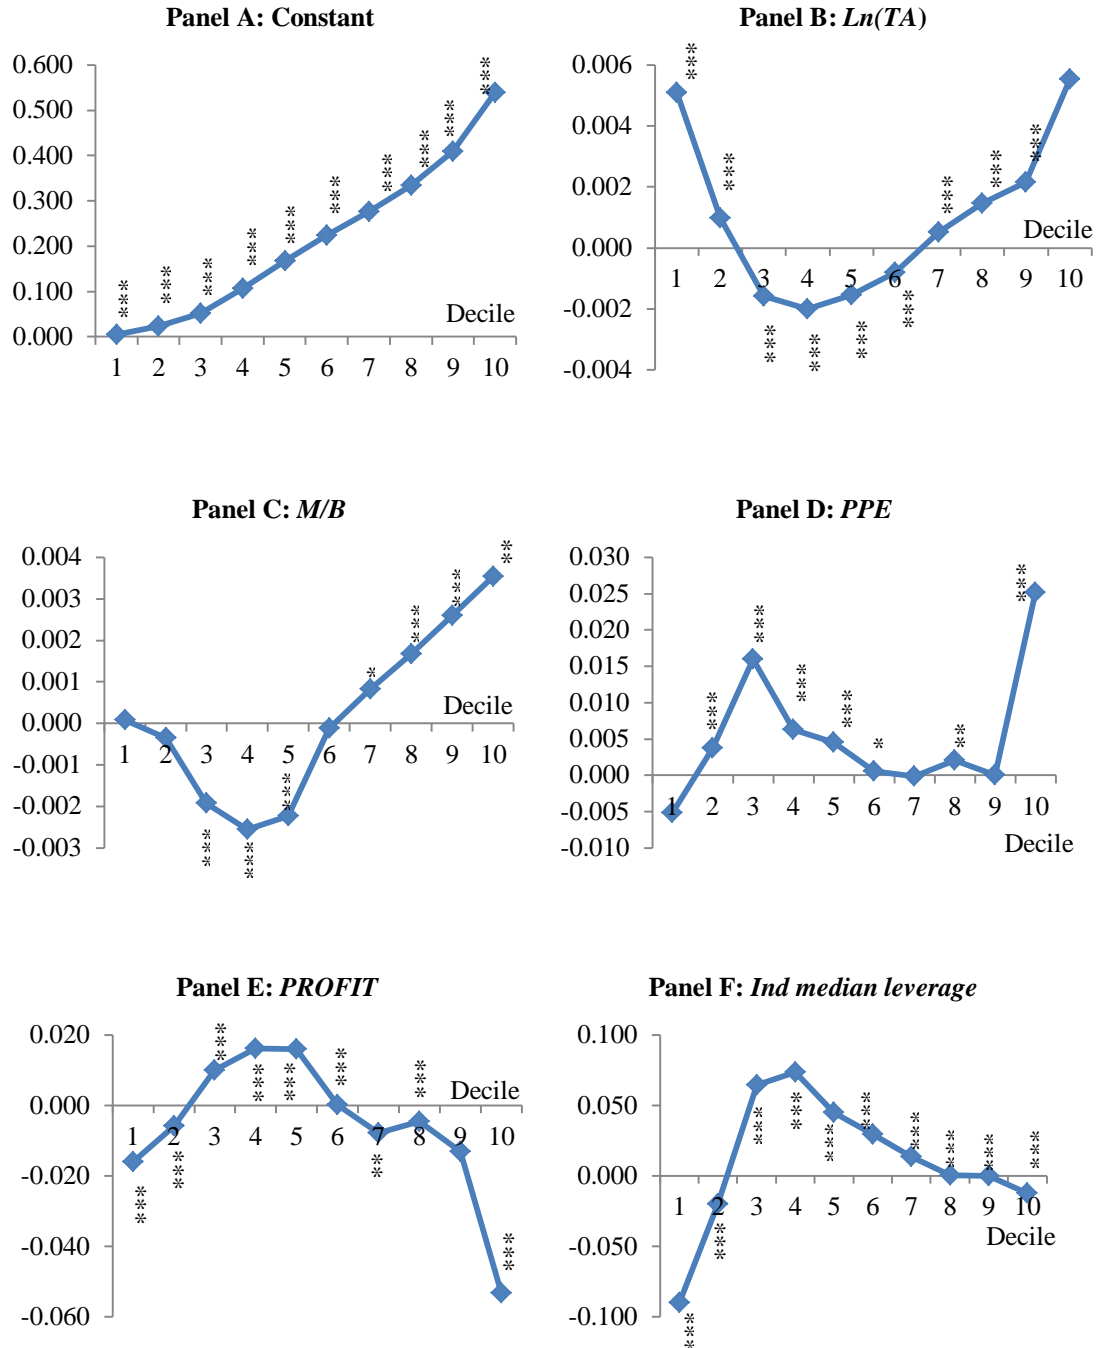 Panel A: Constant
0.600
0.500
0.400
0.300
0.200
0.100
0.000
*** *** *** *** *** *** *** *** *** ***
Decile
1 2 3 4 5 6 7 8 9 10
Panel B: Ln(TA)
0.006
0.004
0.002
0.000
-0.002
-0.004
*** *** *** *** *** *** *** *** ***
Decile
1 2 3 4 5 6 7 8 9 10
Panel C: M/B
0.004
0.003
0.002
0.001
0.000
-0.001
-0.002
-0.003
*** *** *** * *** *** **
Decile
1 2 3 4 5 6 7 8 9 10
Panel D: PPE
0.030
0.025
0.020
0.015
0.010
0.005
0.000
-0.005
-0.010
*** *** *** *** * ** ***
1 2 3 4 5 6 7 8 9 10
Decile
Panel E: PROFIT
0.020
0.000
-0.020
-0.040
-0.060
*** *** *** *** *** *** ** *** ***
Decile
1 2 3 4 5 6 7 8 9 10
Panel F: Ind median leverage
0.100
0.050
0.000
-0.050
-0.100
*** *** *** *** *** *** *** *** *** ***
1 2 3 4 5 6 7 8 9 10
Decile